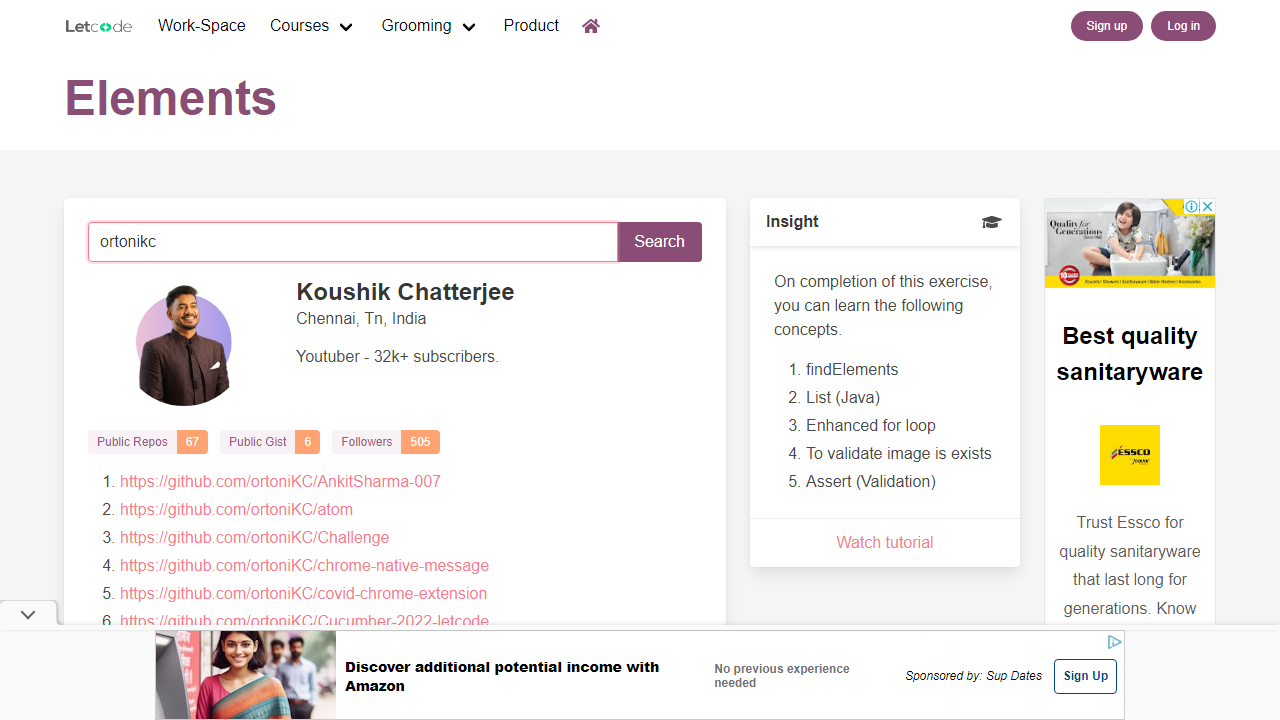 Letcode
Work-Space
Courses
Grooming
Product
Sign up
Log in
Elements
ortonikc
Search
Koushik Chatterjee
Chennai, Tn, India
Youtuber - 32k+ subscribers.
Public Repos 67
Public Gist 6
Followers 505
1. https://github.com/ortoniKC/AnkitSharma-007
2. https://github.com/ortoniKC/atom
3. https://github.com/ortoniKC/Challenge
4. https://github.com/ortoniKC/chrome-native-message
5. https://github.com/ortoniKC/covid-chrome-extension
6. https://github.com/ortoniKC/Cucumber-2022-letcode
Insight
On completion of this exercise,
you can learn the following
concepts.
1. findElements
2. List (Java)
3. Enhanced for loop
4. To validate image is exists
5. Assert (Validation)
Watch tutorial
Quality for
Generations
Best quality
sanitaryware
ESSCO
Trust Essco for
quality sanitaryware
that last long for
generations. Know
Discover additional potential income with
Amazon
No previous experience
needed
Sponsored by: Sup Dates
Sign Up